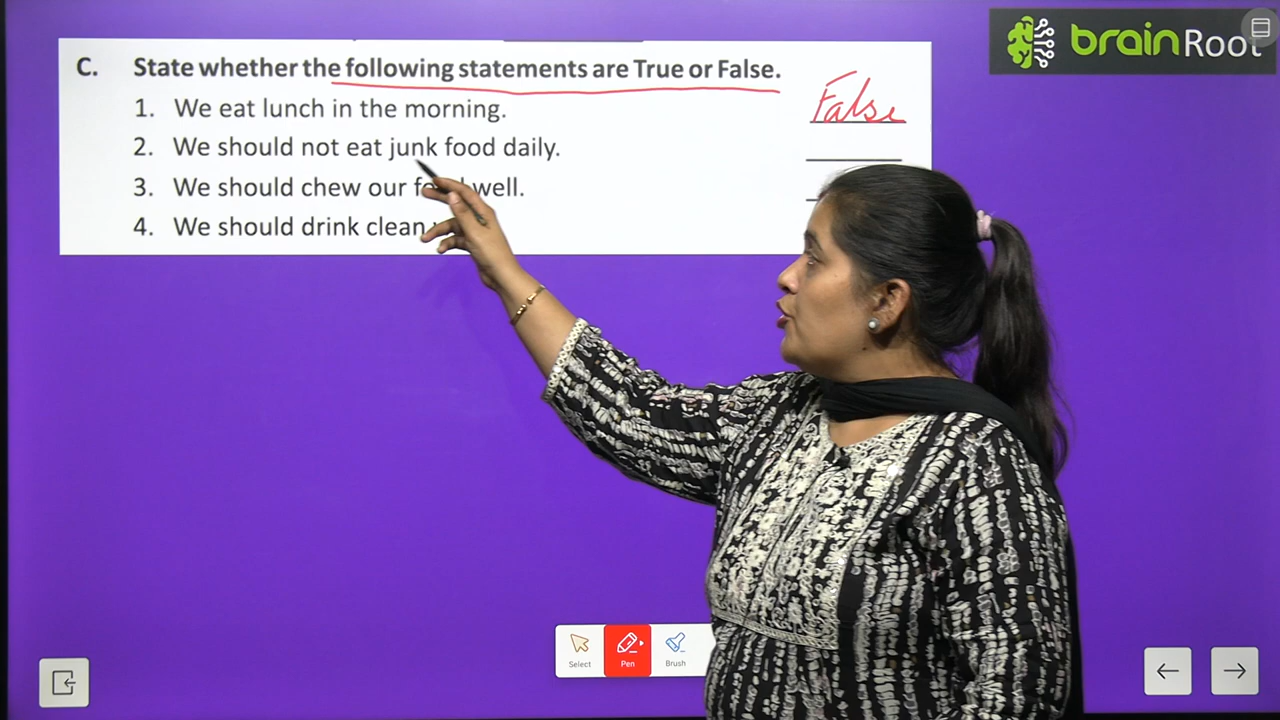 brainRoot
C. State whether the following statements are True or False.
1. We eat lunch in the morning. False
2. We should not eat junk food daily.
3. We should chew our food well.
4. We should drink clean
Select Pen Brush